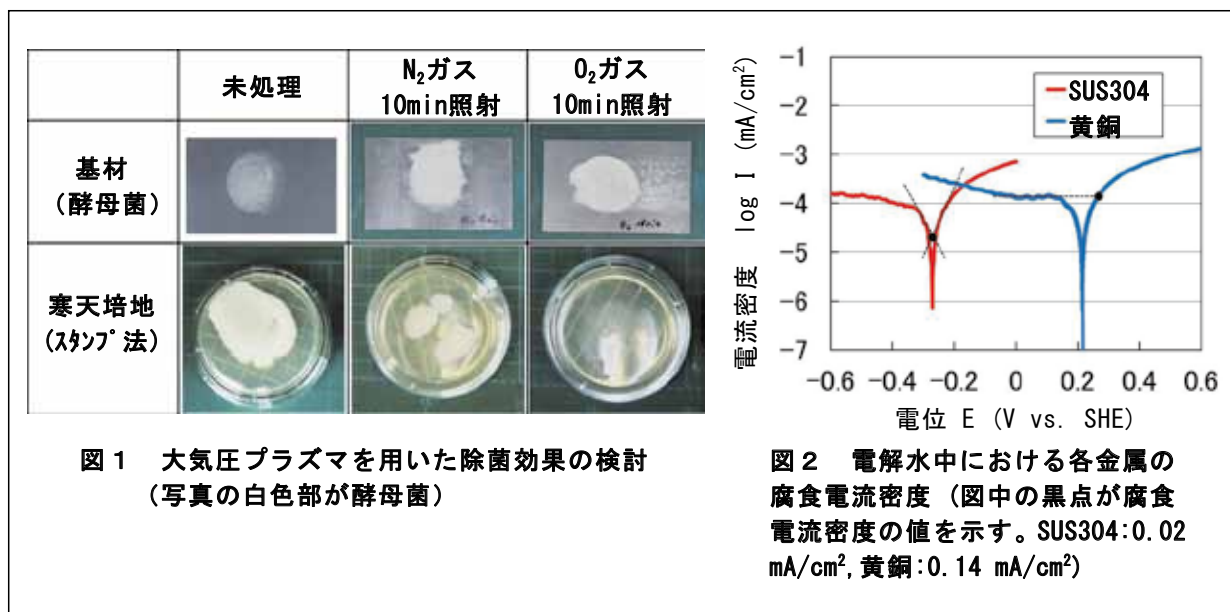 未処理
N₂ガス
10min照射
O₂ガス
10min照射
基材
(酵母菌)
寒天培地
(スタンプ法)
図1 大気圧プラズマを用いた除菌効果の検討
(写真の白色部が酵母菌)
電流密度 log I (mA/cm²)
-1
-2
-3
-4
-5
-6
-7
SUS304
黄銅
-0.6 -0.4 -0.2 0 0.2 0.4 0.6
電位 E (V vs. SHE)
図2 電解水中における各金属の
腐食電流密度 (図中の黒点が腐食
電流密度の値を示す。SUS304:0.02
mA/cm²,黄銅:0.14 mA/cm²)